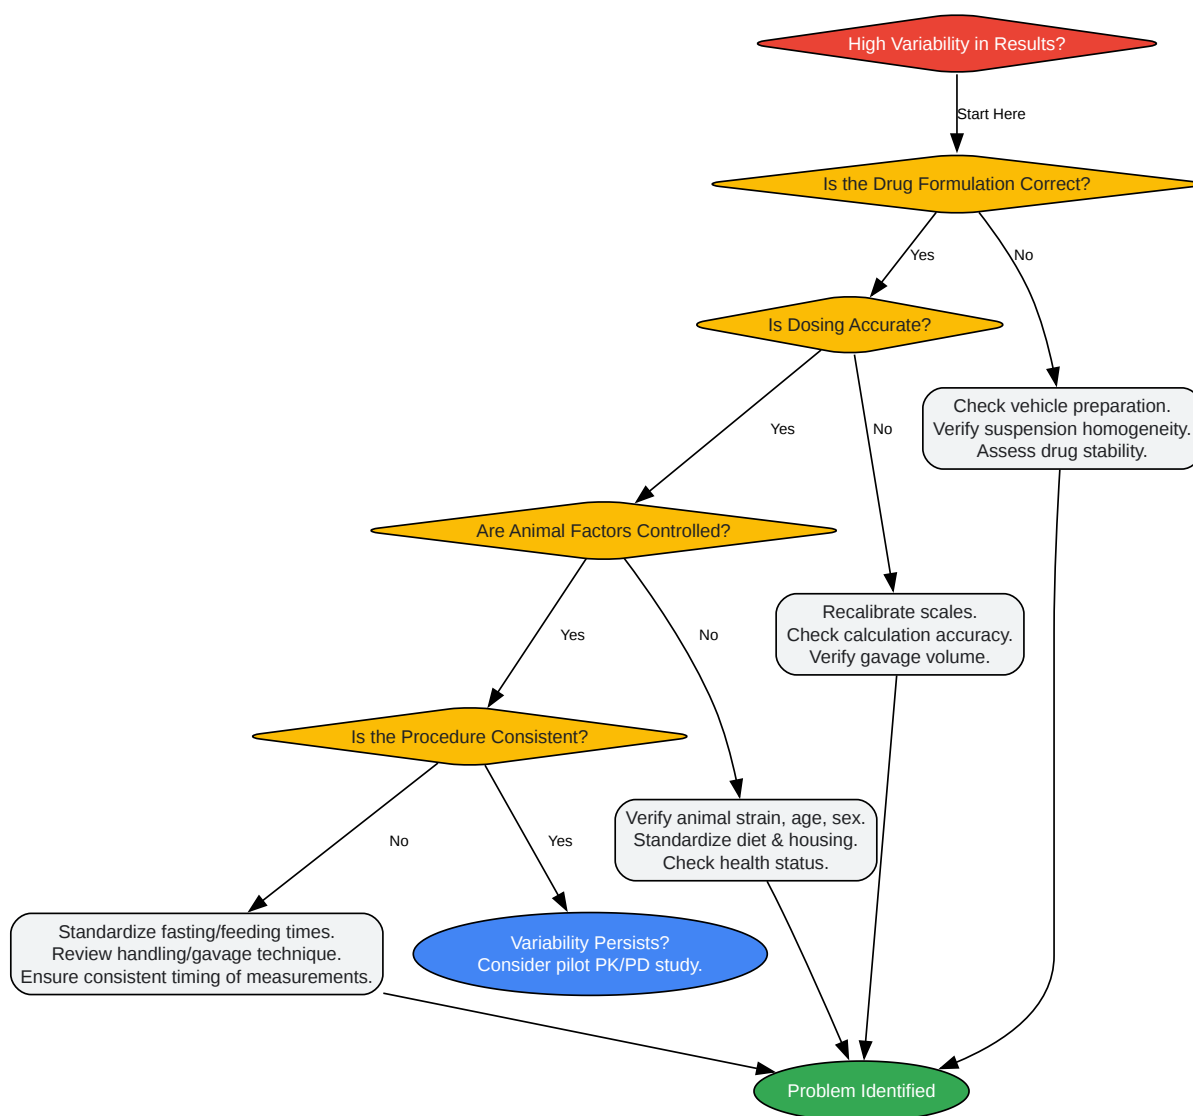 High Variability in Results?
Start Here
Is the Drug Formulation Correct?
Yes
No
Is Dosing Accurate?
Check vehicle preparation.
Verify suspension homogeneity.
Assess drug stability.
Yes
No
Are Animal Factors Controlled?
Recalibrate scales.
Check calculation accuracy.
Verify gavage volume.
Yes
No
Is the Procedure Consistent?
Verify animal strain, age, sex.
Standardize diet & housing.
Check health status.
No
Yes
Standardize fasting/feeding times.
Review handling/gavage technique.
Ensure consistent timing of measurements.
Variability Persists?
Consider pilot PK/PD study.
Problem Identified